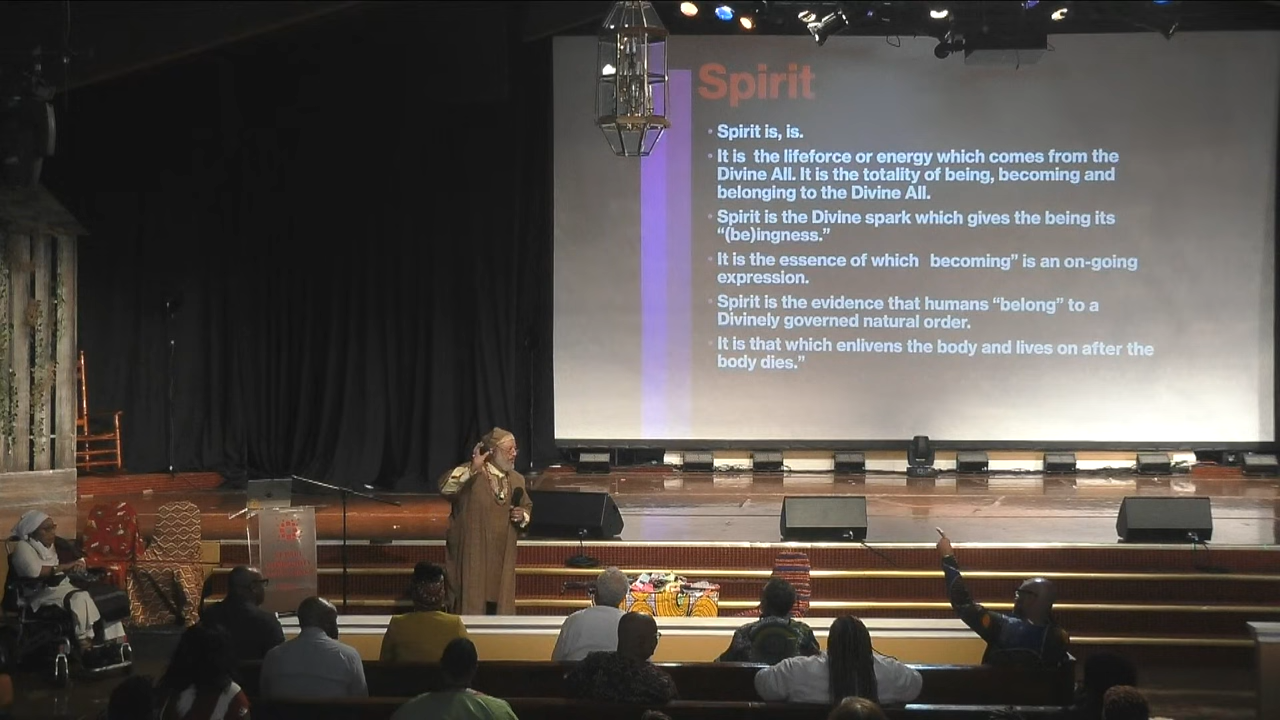 Spirit
Spirit is, is.
It is the lifeforce or energy which comes from the
Divine All. It is the totality of being, becoming and
belonging to the Divine All.
Spirit is the Divine spark which gives the being its
“(be)ingness.”
It is the essence of which becoming” is an on-going
expression.
Spirit is the evidence that humans “belong” to a
Divinely governed natural order.
It is that which enlivens the body and lives on after the
body dies.”